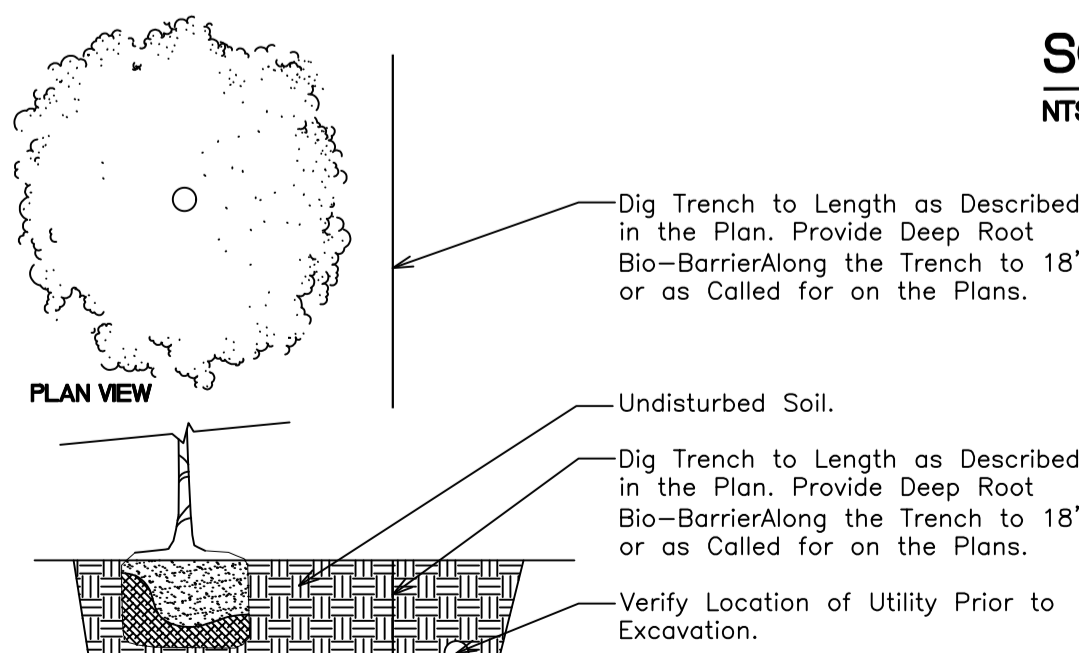 NTS
Dig Trench to Length as Described
in the Plan. Provide Deep Root
Bio-BarrierAlong the Trench to 18'
or as Called for on the Plans.
PLAN VIEW
Undisturbed Soil.
Dig Trench to Length as Described
in the Plan. Provide Deep Root
Bio-BarrierAlong the Trench to 18'
or as Called for on the Plans.
Verify Location of Utility Prior to
Excavation.